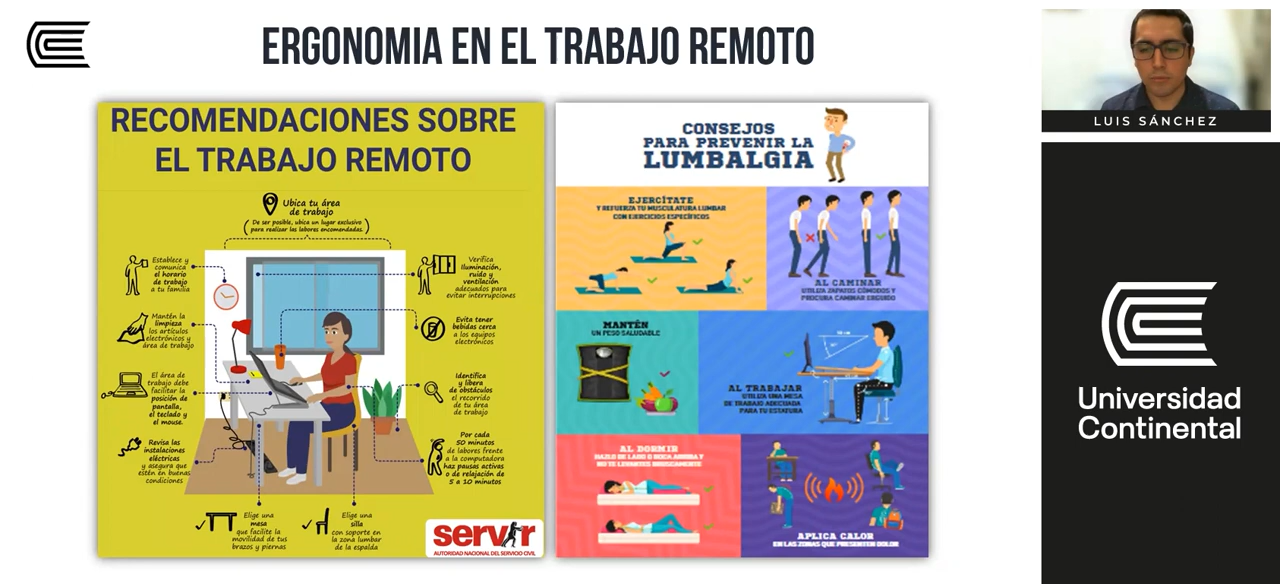 ERGONOMIA EN EL TRABAJO REMOTO
RECOMENDACIONES SOBRE
EL TRABAJO REMOTO
Ubica tu área
de trabajo
(De ser posible, ubica un lugar exclusivo
para realizar las labores encomendadas.)
Establece y
comunica
el horario
de trabajo
a tu familia
Mantén la
limpieza
los artículos
electrónicos y
área de trabajo
El área de
trabajo debe
facilitar la
posición de
pantalla,
el teclado y
el mouse.
Revisa las
instalaciones
eléctricas
y asegura que
estén en buenas
condiciones
Verifica
iluminación,
ruido y
ventilación
adecuados para
evitar interrupciones
Evita tener
bebidas cerca
a los equipos
electrónicos
Identifica
y libera
de obstáculos
el recorrido
de tu área
de trabajo
Por cada
50 minutos
de labores frente
a la computadora
haz pausas activas
o de relajación de
5 a 10 minutos
Elige una
mesa
que facilite la
movilidad de tus
brazos y piernas
Elige una
silla
con soporte en
la zona lumbar
de la espalda
servir
AUTORIDAD NACIONAL DEL SERVICIO CIVIL
CONSEJOS
PARA PREVENIR LA
LUMBALGIA
EJERCÍTATE
Y REFUERZA TU MUSCULATURA LUMBAR
CON EJERCICIOS ESPECÍFICOS
AL CAMINAR
UTILIZA ZAPATOS CÓMODOS Y
PROCURA CAMINAR ERGUIDO
MANTÉN
UN PESO SALUDABLE
AL TRABAJAR
UTILIZA UNA MESA
DE TRABAJO ADECUADA
PARA TU ESTATURA
AL DORMIR
HAZLO DE LADO O BOCA ARRIBA Y
NO TE LEVANTES BRUSCAMENTE
APLICA CALOR
EN LAS ZONAS QUE PRESENTEN DOLOR
LUIS SÁNCHEZ
Universidad
Continental